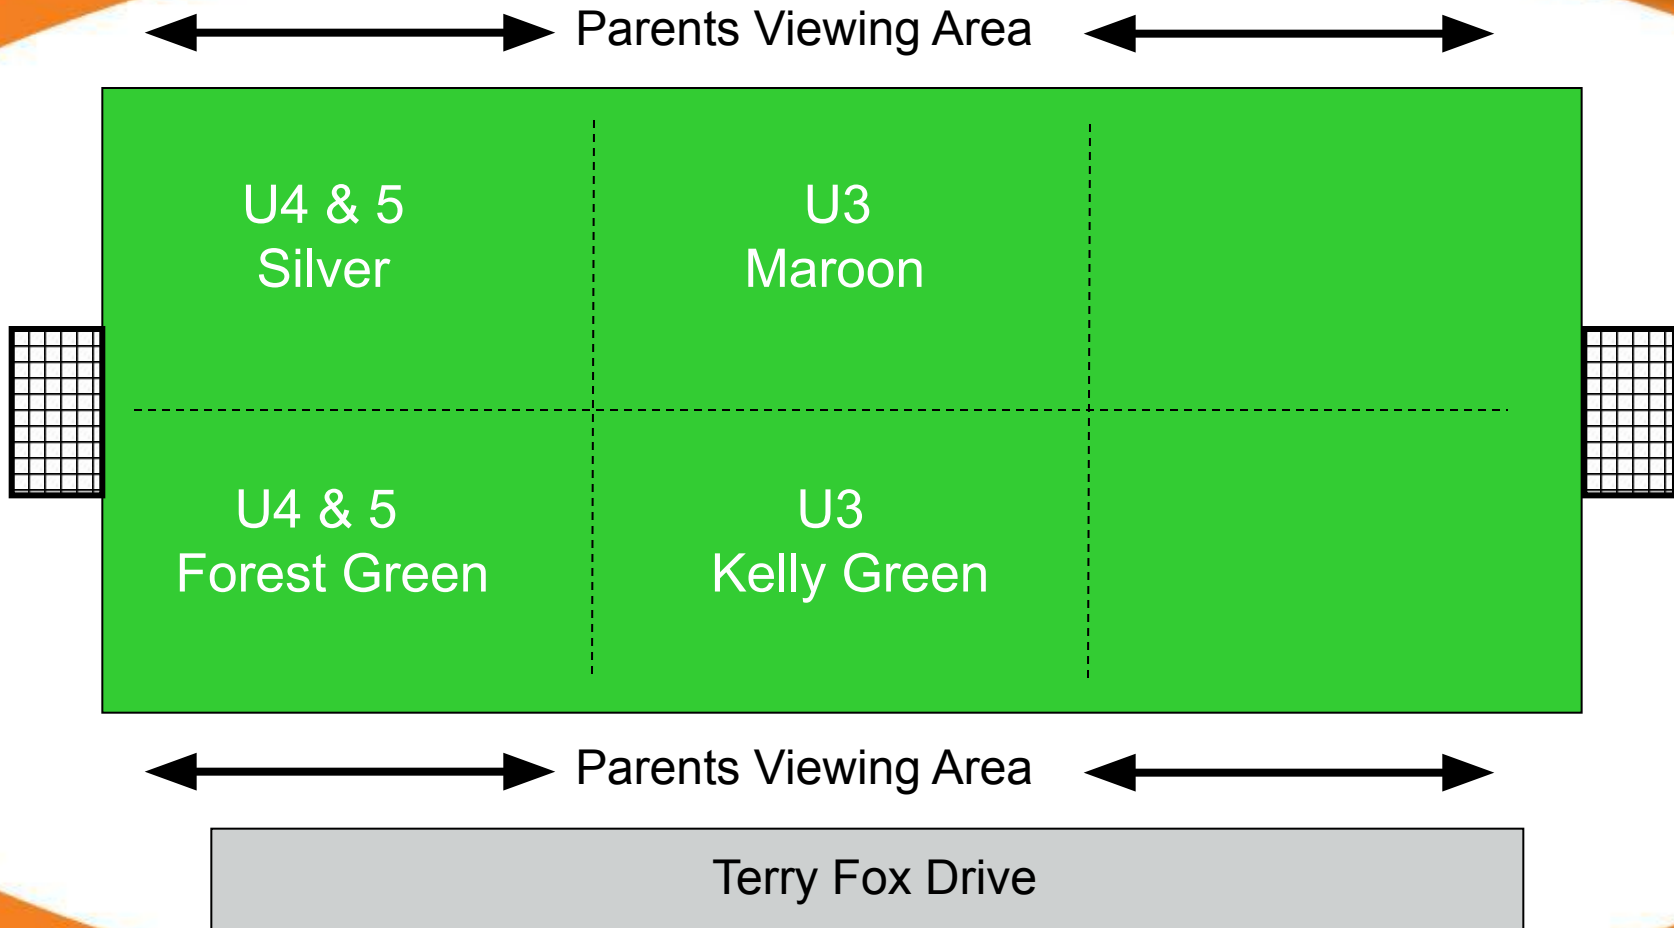 Parents Viewing Area
U4 & 5
Silver
U3
Maroon
U4 & 5
Forest Green
U3
Kelly Green
Parents Viewing Area
Terry Fox Drive